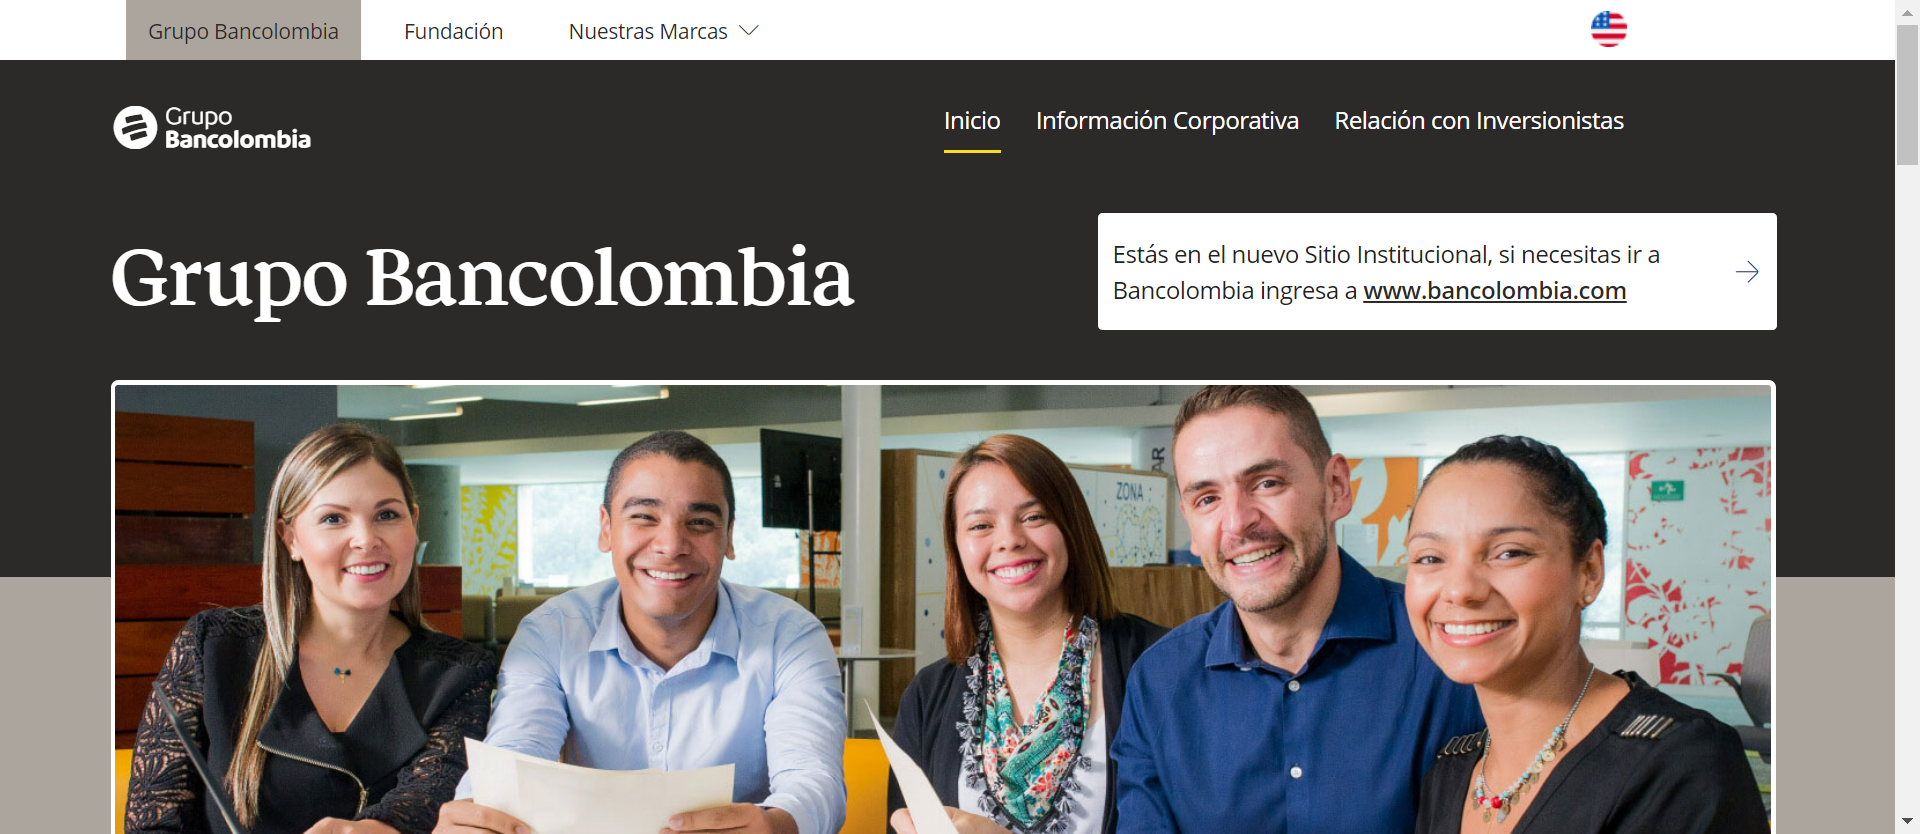 Grupo Bancolombia
Fundación
Nuestras Marcas
Grupo
Bancolombia
Inicio
Información Corporativa
Relación con Inversionistas
Grupo Bancolombia
Estás en el nuevo Sitio Institucional, si necesitas ir a
Bancolombia ingresa a www.bancolombia.com
AR
ZONA